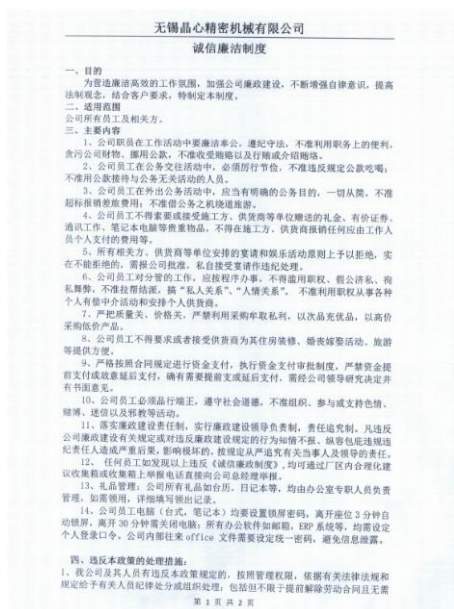 无锡晶心精密机械有限公司
诚信廉洁制度
一、目的
为营造廉洁高效的工作氛围，加强公司廉政建设，不断增强自律意识，提高
法制观念，结合客户要求，特制定本制度。
二、适用范围
公司所有员工及相关方。
三、主要内容
1、公司职员在工作活动中要廉洁奉公，遵纪守法，不准利用职务上的便利，
贪污公司财物、挪用公款，不准收受贿赂以及行贿或介绍贿赂。
2、公司员工在公务交往活动中，必须厉行节俭，不准违反规定公款吃喝；
不准用公款接待与公务无关活动的人员。
3、公司员工在外出公务活动中，应当有明确的公务目的，一切从简，不准
超标报销差旅费用；不准借公务之机绕道旅游。
4、公司员工不得索要或接受施工方、供货商等单位赠送的礼金、有价证券、
通讯工作、笔记本电脑等贵重物品，不得在施工方、供货商报销任何应由工作人
员个人支付的费用等。
5、所有相关方、供货商等单位安排的宴请和娱乐活动原则上予以拒绝，实
在不能拒绝的，需报公司批准，私自接受宴请作违纪处理。
6、公司员工对分管的工作，应按程序办事，不得滥用职权、假公济私、徇
私舞弊，不准拉帮结派，搞“私人关系”、“人情关系”。 不准利用职权从事各种
个人有偿中介活动和安排个人供货商。
7、严把质量关、价格关，严禁利用采购牟取私利，以次品充优品，以高价
采购低价产品。
8、公司员工不得要求或者接受供货商为其住房装修、婚丧嫁娶活动、旅游
等提供方便。
9、严格按照合同规定进行资金支付，执行资金支付审批制度，严禁资金提
前支付或故意延后支付，确有需要提前支或延后支付，需经公司领导研究决定并
有书面意见。
10、公司员工必须品行端正，遵守社会道德，不准组织、参与或支持色情、
赌博、迷信以及邪教等活动。
11、落实廉政建设责任制，实行廉政建设领导负责制，责任追究制，凡违反
公司廉政建设有关规定或对违反廉政建设规定的行为知情不报、纵容包庇违规违
纪责任人造成严重后果，影响极坏的，按规定从严追究有关当事人及领导的责任。
12、 任何员工如发现以上违反《诚信廉政制度》，均可通过厂区内合理化建
议收集箱或收集箱上举报电话直接向公司总经理举报。
13、礼品管理：公司所有礼品如台历、日记本等，均由办公室专职人员负责
管理，如需领用，详细填写领出记录。
14、公司员工电脑（台式、笔记本）均要设置锁屏密码，离开座位 3 分钟自
动锁屏，离开 30 分钟需关闭电脑；所有办公软件如邮箱，ERP 系统等，均需设定
个人登录口令。公司内部往来 office 文件需要设定统一密码，避免信息泄露。
四、违反本政策的处理措施：
1、我公司及其人员有违反本政策规定的，按照管理权限，依据有关法律法规和
规定给予有关人员纪律处分或组织处理；包括但不限于提前解除劳动合同且无需
第 1 页 共 2 页